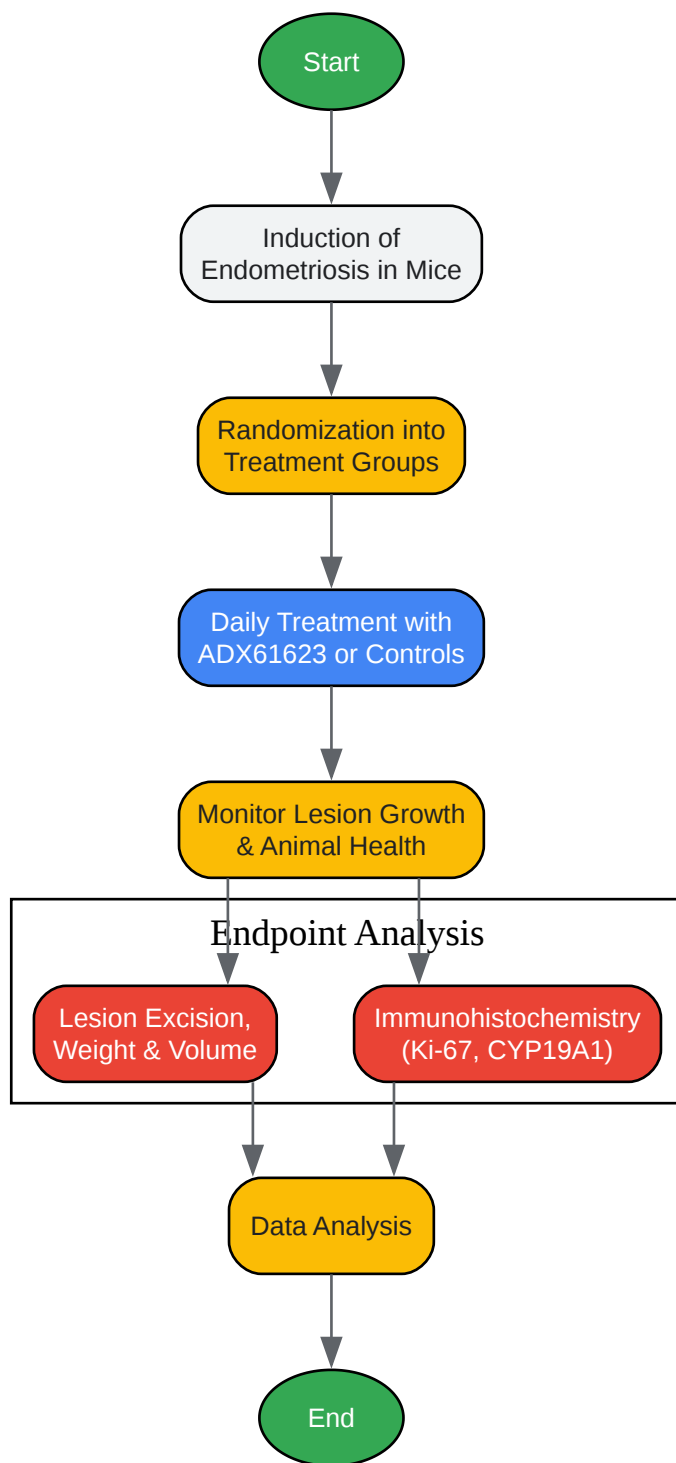 Start
Induction of
Endometriosis in Mice
Randomization into
Treatment Groups
Daily Treatment with
ADX61623 or Controls
Monitor Lesion Growth
& Animal Health
Endpoint Analysis
Lesion Excision,
Weight & Volume
Immunohistochemistry
(Ki-67, CYP19A1)
Data Analysis
End